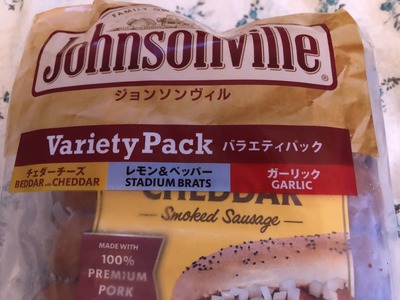 Johnsonville®
ジョンソンヴィル
Variety Pack バラエティパック
チェダーチーズ
BEDDAR WITH CHEDDAR
レモン&ペッパー
STADIUM BRATS
ガーリック
GARLIC
CHEDDAR
Smoked Sausage
MADE WITH
100%
PREMIUM
PORK